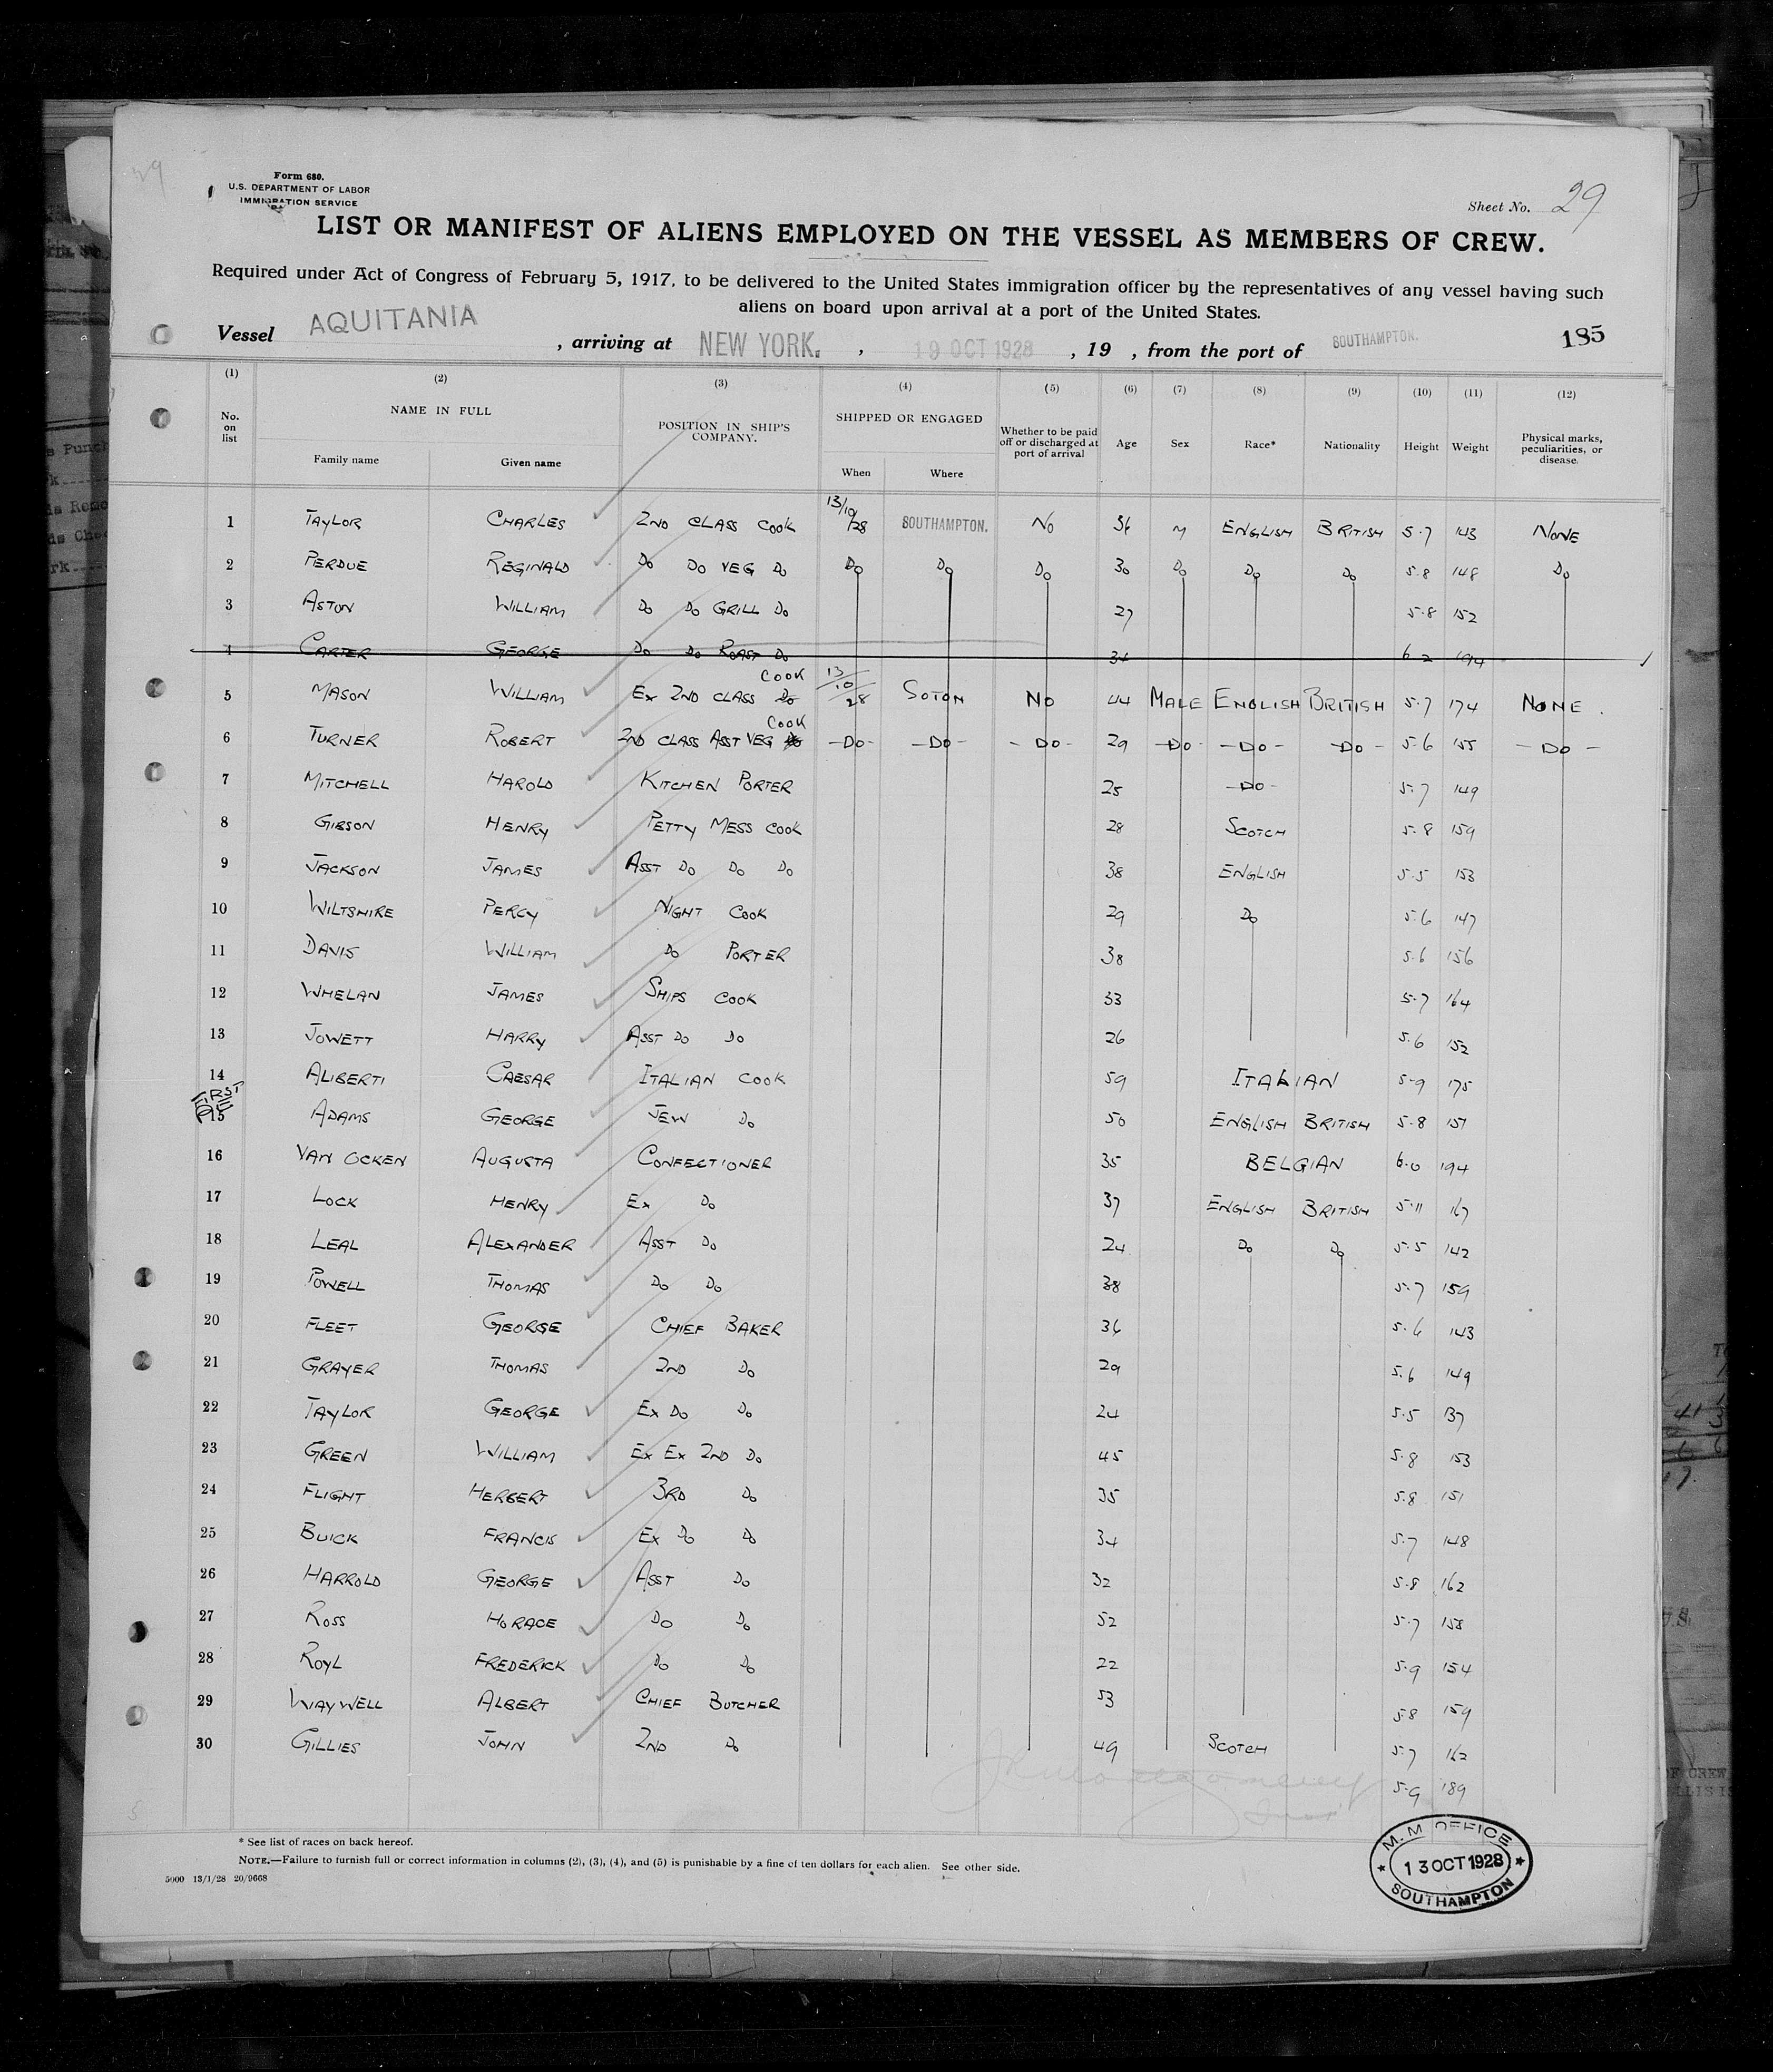 Form 680.
U.S. DEPARTMENT OF LABOR
IMMIGRATION SERVICE
Sheet No. 29
LIST OR MANIFEST OF ALIENS EMPLOYED ON THE VESSEL AS MEMBERS OF CREW.
Required under Act of Congress of February 5, 1917, to be delivered to the United States immigration officer by the representatives of any vessel having such
aliens on board upon arrival at a port of the United States.
185
Vessel AQUITANIA , arriving at NEW YORK. , 19 OCT 1928 , 19 , from the port of SOUTHAMPTON.
(1) (2) (3) (4) (5) (6) (7) (8) (9) (10) (11) (12)
No. on list NAME IN FULL POSITION IN SHIP'S COMPANY. SHIPPED OR ENGAGED Whether to be paid off or discharged at port of arrival Age Sex Race* Nationality Height Weight Physical marks, peculiarities, or disease.
Family name Given name When Where
1 TAYLOR CHARLES 2ND CLASS COOK 13/10/28 SOUTHAMPTON. NO 36 M ENGLISH BRITISH 5.7 143 NONE
2 PERDUE REGINALD DO DO VEG DO DO DO DO 30 DO DO DO 5.8 148 DO
3 ASTON WILLIAM DO DO GRILL DO 27 5.8 152
4 CARTER GEORGE DO DO ROAST DO 34 6.2 194
5 MASON WILLIAM EX 2ND CLASS DO COOK 13/10/28 SOTON NO 44 MALE ENGLISH BRITISH 5.7 174 NONE.
6 TURNER ROBERT 2ND CLASS ASST VEG COOK -DO- -DO- -DO- 29 -DO- -DO- -DO- 5.6 155 -DO-
7 MITCHELL HAROLD KITCHEN PORTER 25 -DO- 5.7 149
8 GIBSON HENRY PETTY MESS COOK 28 SCOTCH 5.8 159
9 JACKSON JAMES ASST DO DO DO 38 ENGLISH 5.5 153
10 WILTSHIRE PERCY NIGHT COOK 29 DO 5.6 147
11 DAVIS WILLIAM DO PORTER 38 5.6 156
12 WHELAN JAMES SHIPS COOK 33 5.7 164
13 JOWETT HARRY ASST DO DO 26 5.6 152
14 ALIBERTI CAESAR ITALIAN COOK 59 ITALIAN 5.9 175
FIRST
15 ADAMS GEORGE JEW DO 50 ENGLISH BRITISH 5.8 151
16 VAN OCKEN AUGUSTA CONFECTIONER 35 BELGIAN 6.0 194
17 LOCK HENRY EX DO 37 ENGLISH BRITISH 5.11 167
18 LEAL ALEXANDER ASST DO 24 DO DO 5.5 142
19 POWELL THOMAS DO DO 38 5.7 159
20 FLEET GEORGE CHIEF BAKER 36 5.6 143
21 GRAYER THOMAS 2ND DO 29 5.6 149
22 TAYLOR GEORGE EX DO DO 24 5.5 137
23 GREEN WILLIAM EX EX 2ND DO 45 5.8 153
24 FLIGHT HERBERT 3RD DO 35 5.8 151
25 BUICK FRANCIS EX DO DO 34 5.7 148
26 HARROLD GEORGE ASST DO 32 5.8 162
27 ROSS HORACE DO DO 52 5.7 158
28 ROYL FREDERICK DO DO 22 5.9 154
29 WAYWELL ALBERT CHIEF BUTCHER 53 5.8 159
30 GILLIES JOHN 2ND DO 49 SCOTCH 5.7 162
5.9 189
* See list of races on back hereof.
NOTE.—Failure to furnish full or correct information in columns (2), (3), (4), and (5) is punishable by a fine of ten dollars for each alien. See other side.
5000 13/1/28 20/9668
M. M. OFFICE
13 OCT 1928
SOUTHAMPTON